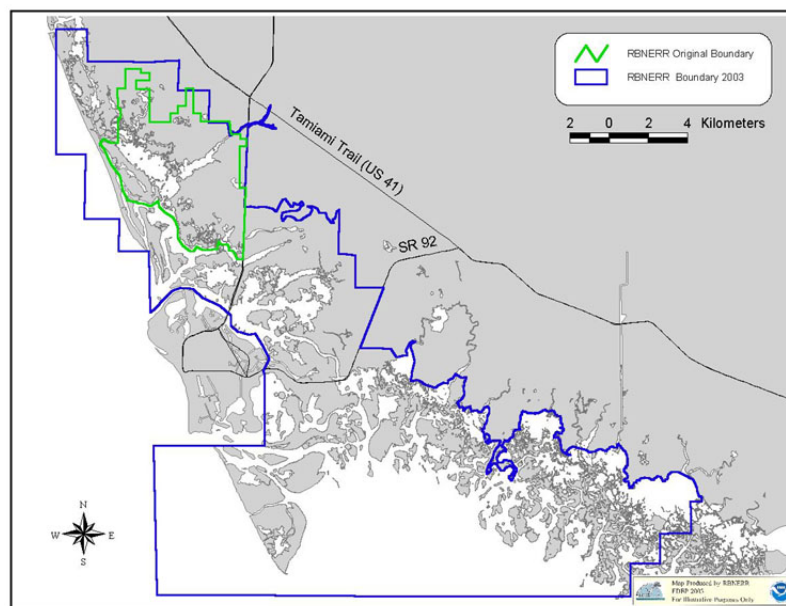 RBNERR Original Boundary
RBNERR Boundary 2003
2 0 2 4 Kilometers
Tamiami Trail (US 41)
SR 92
N
W E
S
Map Produced by RBNERR
FDEP 2005
For Illustrative Purposes Only